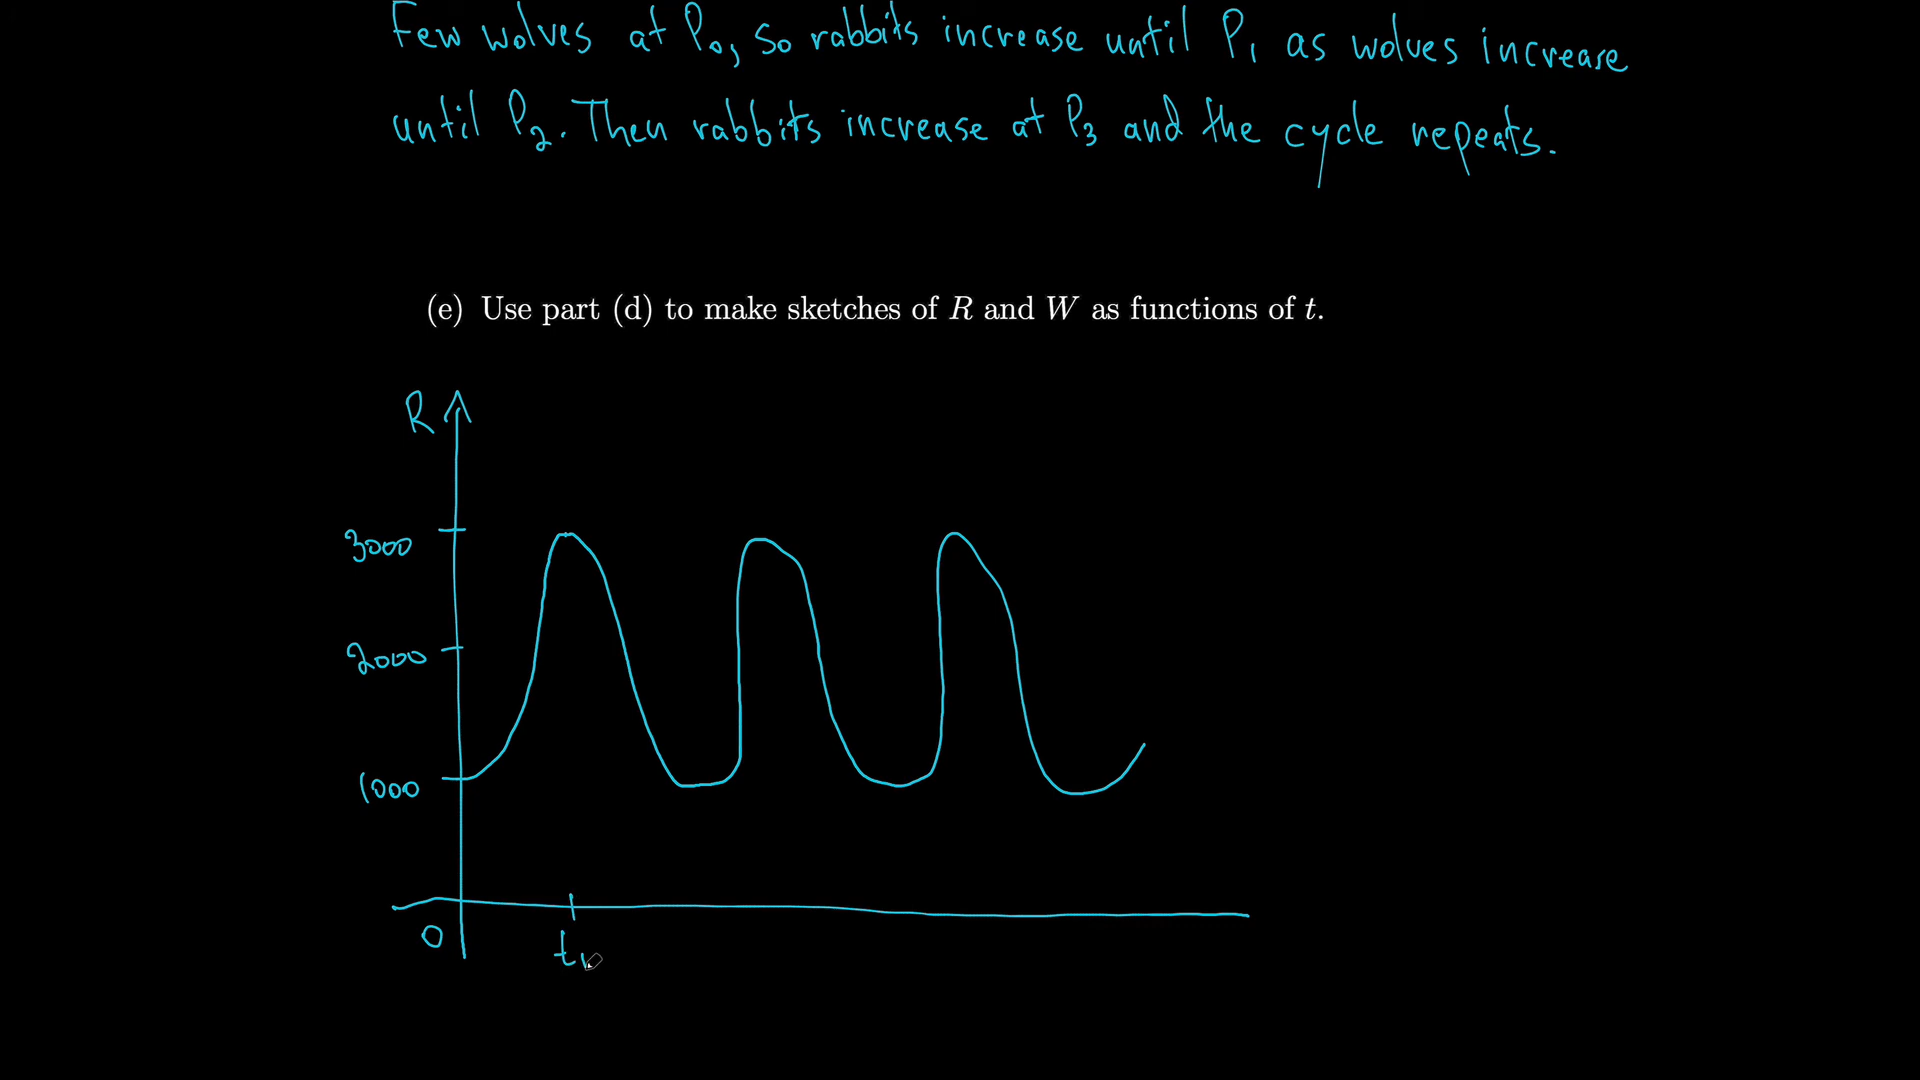 Few wolves at P₀, so rabbits increase until P₁ as wolves increase
until P₂. Then rabbits increase at P₃ and the cycle repeats.
(e) Use part (d) to make sketches of R and W as functions of t.
R
3000
2000
1000
0
t₁